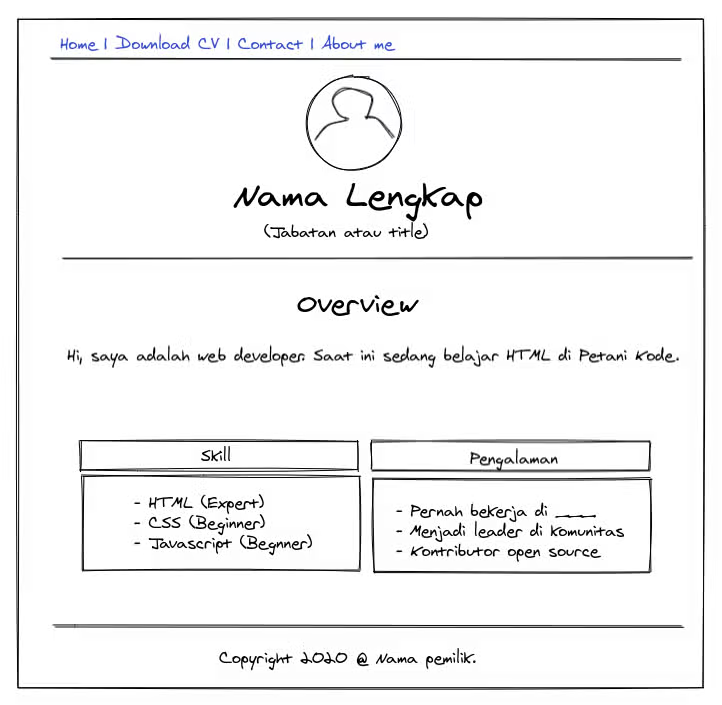 Home | Download CV | Contact | About me
Nama Lengkap
(Jabatan atau title)
Overview
Hi, saya adalah web developer. Saat ini sedang belajar HTML di Petani Kode.
Skill
- HTML (Expert)
- CSS (Beginner)
- Javascript (Begnner)
Pengalaman
- Pernah bekerja di ____
- Menjadi leader di komunitas
- Kontributor open source
Copyright 2020 @ Nama pemilik.